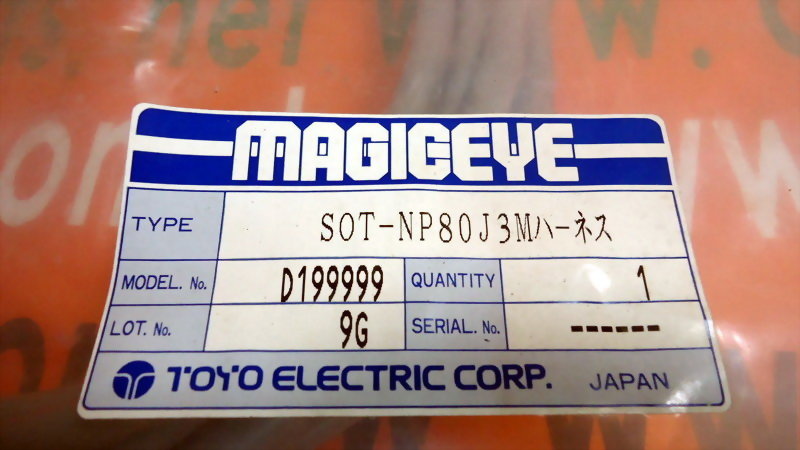 MAGICEYE
TYPE SOT-NP80J3Mハーネス
MODEL. No. D199999 QUANTITY 1
LOT. No. 9G SERIAL. No. ------
TOYO ELECTRIC CORP. JAPAN